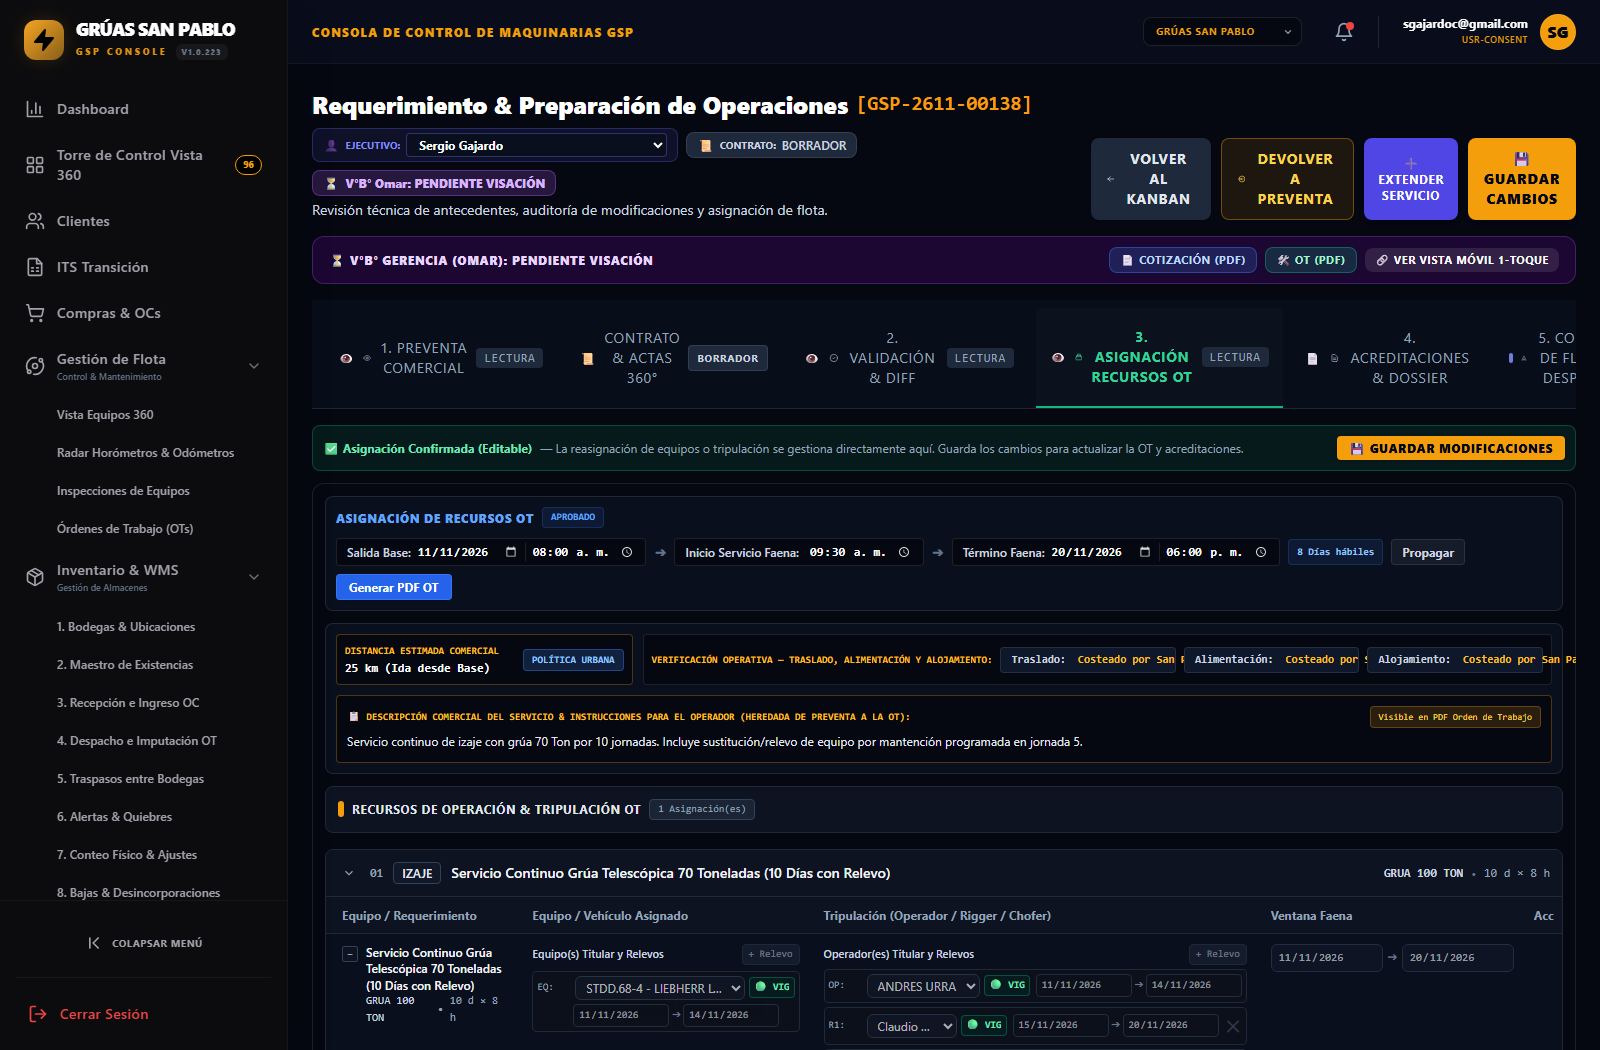 GRÚAS SAN PABLO
GSP CONSOLE V1.0.223
Dashboard
Torre de Control Vista 360
96
Clientes
ITS Transición
Compras & OCs
Gestión de Flota
Control & Mantenimiento
Vista Equipos 360
Radar Horómetros & Odómetros
Inspecciones de Equipos
Órdenes de Trabajo (OTs)
Inventario & WMS
Gestión de Almacenes
1. Bodegas & Ubicaciones
2. Maestro de Existencias
3. Recepción e Ingreso OC
4. Despacho e Imputación OT
5. Traspasos entre Bodegas
6. Alertas & Quiebres
7. Conteo Físico & Ajustes
8. Bajas & Desincorporaciones
COLAPSAR MENÚ
Cerrar Sesión
CONSOLA DE CONTROL DE MAQUINARIAS GSP
GRÚAS SAN PABLO
sgajardoc@gmail.com
USR-CONSENT
SG
Requerimiento & Preparación de Operaciones [GSP-2611-00138]
EJECUTIVO: Sergio Gajardo
CONTRATO: BORRADOR
V°B° Omar: PENDIENTE VISACIÓN
Revisión técnica de antecedentes, auditoría de modificaciones y asignación de flota.
VOLVER AL KANBAN
DEVOLVER A PREVENTA
EXTENDER SERVICIO
GUARDAR CAMBIOS
V°B° GERENCIA (OMAR): PENDIENTE VISACIÓN
COTIZACIÓN (PDF)
OT (PDF)
VER VISTA MÓVIL 1-TOQUE
1. PREVENTA COMERCIAL LECTURA
CONTRATO & ACTAS 360° BORRADOR
2. VALIDACIÓN & DIFF LECTURA
3. ASIGNACIÓN RECURSOS OT LECTURA
4. ACREDITACIONES & DOSSIER
5. CO
DE FL
DESP
Asignación Confirmada (Editable) — La reasignación de equipos o tripulación se gestiona directamente aquí. Guarda los cambios para actualizar la OT y acreditaciones.
GUARDAR MODIFICACIONES
ASIGNACIÓN DE RECURSOS OT APROBADO
Salida Base: 11/11/2026 08:00 a. m. → Inicio Servicio Faena: 09:30 a. m. → Término Faena: 20/11/2026 06:00 p. m. 8 Días hábiles Propagar
Generar PDF OT
DISTANCIA ESTIMADA COMERCIAL
25 km (Ida desde Base)
POLÍTICA URBANA
VERIFICACIÓN OPERATIVA — TRASLADO, ALIMENTACIÓN Y ALOJAMIENTO: Traslado: Costeado por San P Alimentación: Costeado por S Alojamiento: Costeado por San Pa
DESCRIPCIÓN COMERCIAL DEL SERVICIO & INSTRUCCIONES PARA EL OPERADOR (HEREDADA DE PREVENTA A LA OT):
Visible en PDF Orden de Trabajo
Servicio continuo de izaje con grúa 70 Ton por 10 jornadas. Incluye sustitución/relevo de equipo por mantención programada en jornada 5.
RECURSOS DE OPERACIÓN & TRIPULACIÓN OT 1 Asignación(es)
01 IZAJE Servicio Continuo Grúa Telescópica 70 Toneladas (10 Días con Relevo)
GRUA 100 TON • 10 d × 8 h
Equipo / Requerimiento Equipo / Vehículo Asignado Tripulación (Operador / Rigger / Chofer) Ventana Faena Acc
Servicio Continuo Grúa Telescópica 70 Toneladas (10 Días con Relevo)
GRUA 100 TON • 10 d × 8 h
Equipo(s) Titular y Relevos + Relevo
EQ: STDD.68-4 - LIEBHERR L... VIG
11/11/2026 → 14/11/2026
Operador(es) Titular y Relevos + Relevo
OP: ANDRES URRA VIG 11/11/2026 → 14/11/2026
R1: Claudio ... VIG 15/11/2026 → 20/11/2026
11/11/2026 → 20/11/2026